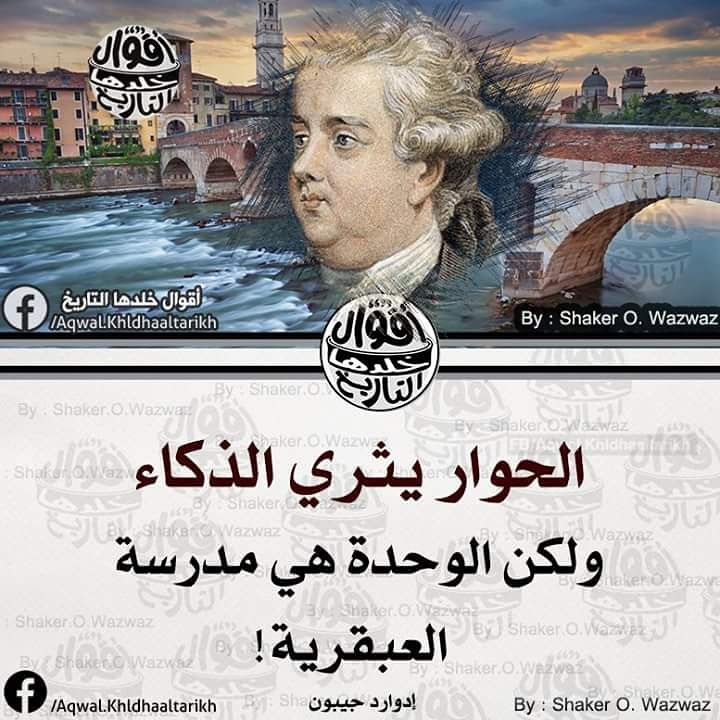 أقوال
خلدها
التاريخ
أقوال خلدها التاريخ
/Aqwal.Khldhaaltarikh
By : Shaker O. Wazwaz
أقوال
خلدها
التاريخ
الحوار يثري الذكاء
ولكن الوحدة هي مدرسة
العبقرية!
إدوارد جيبون
/Aqwal.Khldhaaltarikh
By : Shaker O. Wazwaz